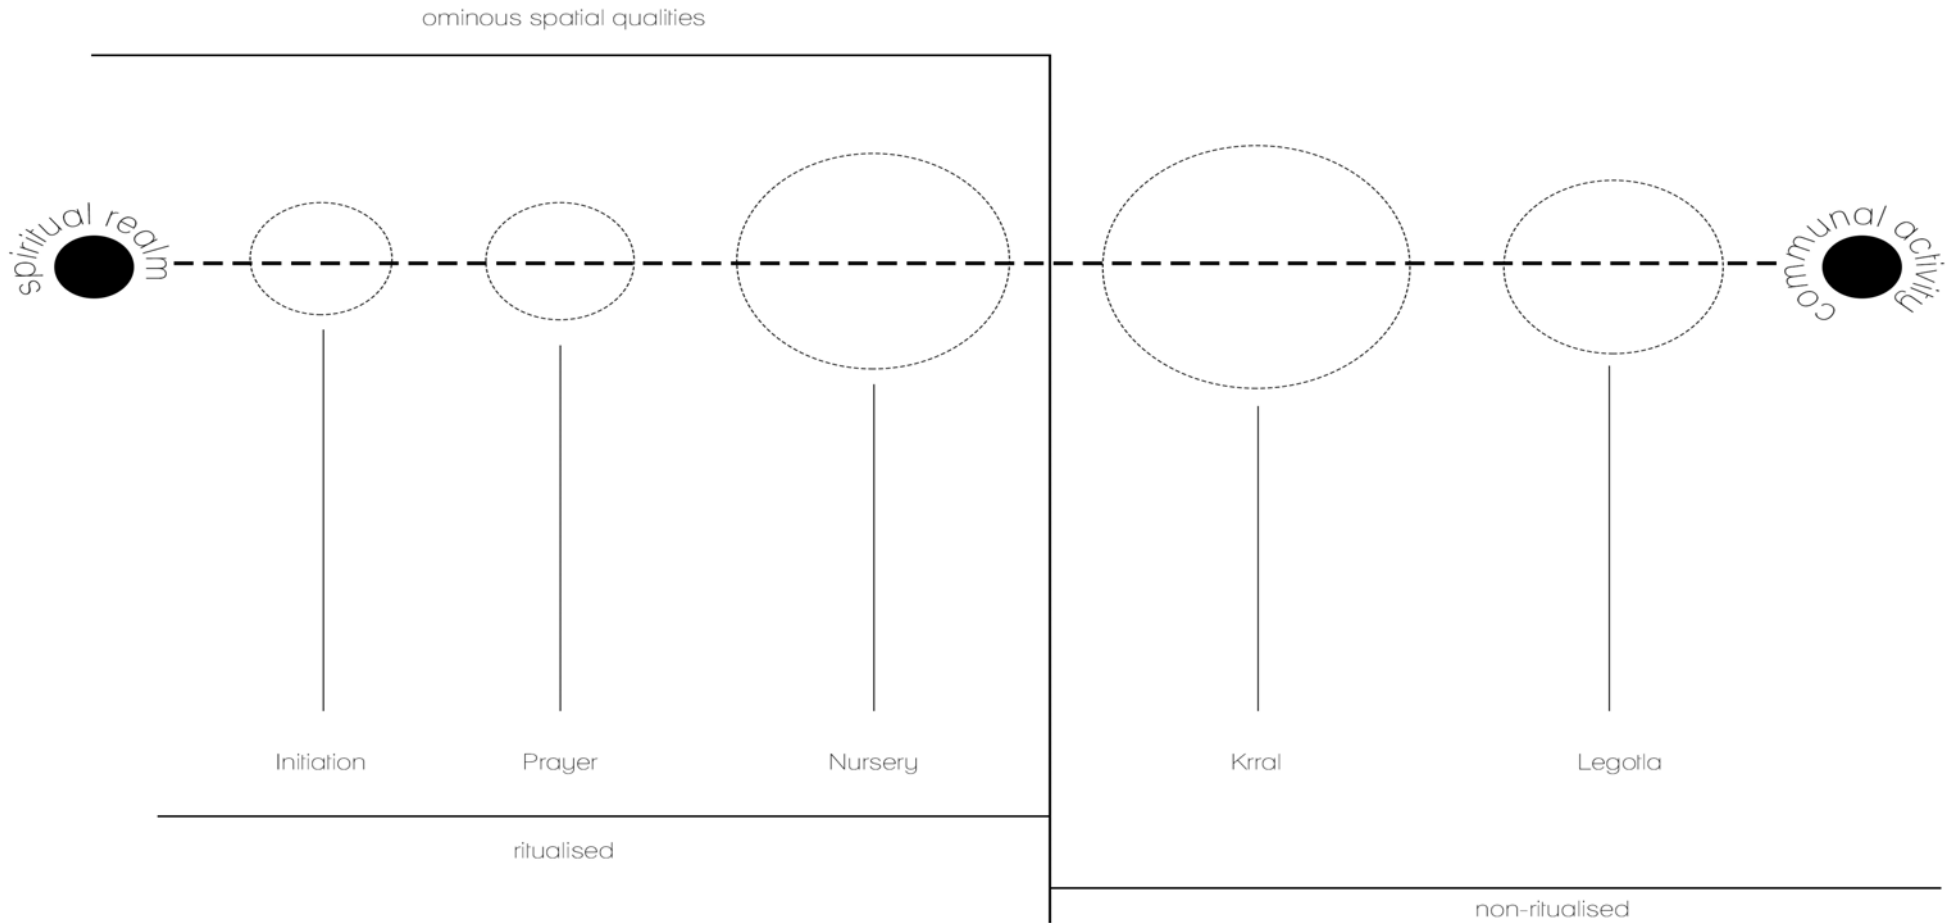 ominous spatial qualities
spiritual realm
communal activity
Initiation
Prayer
Nursery
Krral
Legotla
ritualised
non-ritualised